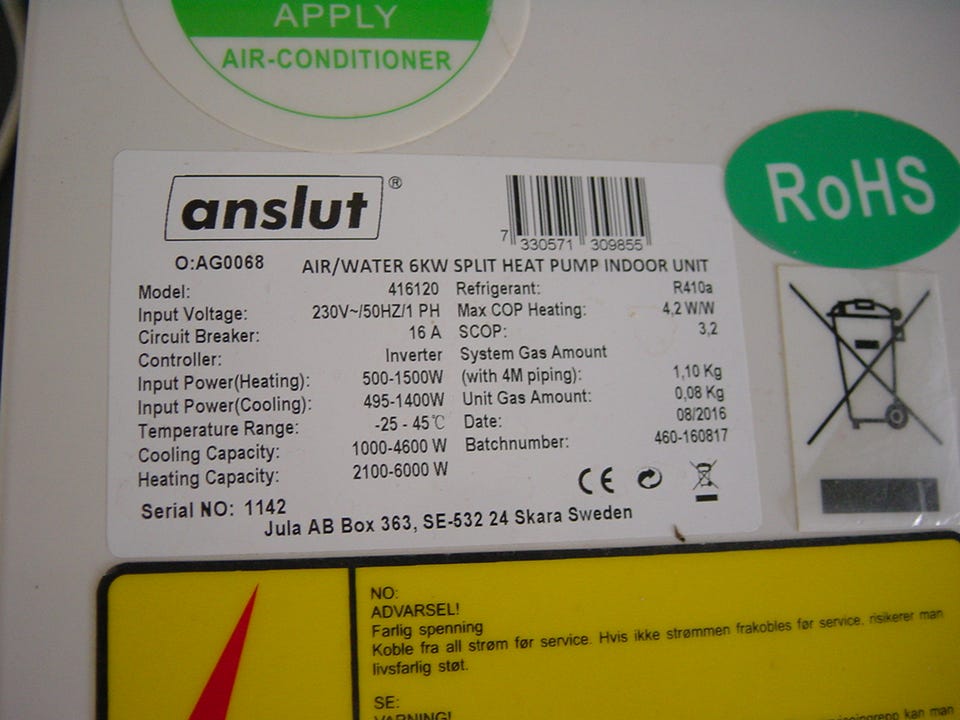 APPLY
AIR-CONDITIONER
anslut®
7 330571 309855
RoHS
O:AG0068
AIR/WATER 6KW SPLIT HEAT PUMP INDOOR UNIT
Model: 416120 Refrigerant: R410a
Input Voltage: 230V~/50HZ/1 PH Max COP Heating: 4,2 W/W
Circuit Breaker: 16 A SCOP: 3,2
Controller: Inverter System Gas Amount
Input Power(Heating): 500-1500W (with 4M piping): 1,10 Kg
Input Power(Cooling): 495-1400W Unit Gas Amount: 0,08 Kg
Temperature Range: -25 - 45℃ Date: 08/2016
Cooling Capacity: 1000-4600 W Batchnumber: 460-160817
Heating Capacity: 2100-6000 W
CE
Serial NO: 1142
Jula AB Box 363, SE-532 24 Skara Sweden
NO:
ADVARSEL!
Farlig spenning
Koble fra all strøm før service. Hvis ikke strømmen frakobles før service, risikerer man
livsfarlig støt.
SE:
VARNING!
kan man